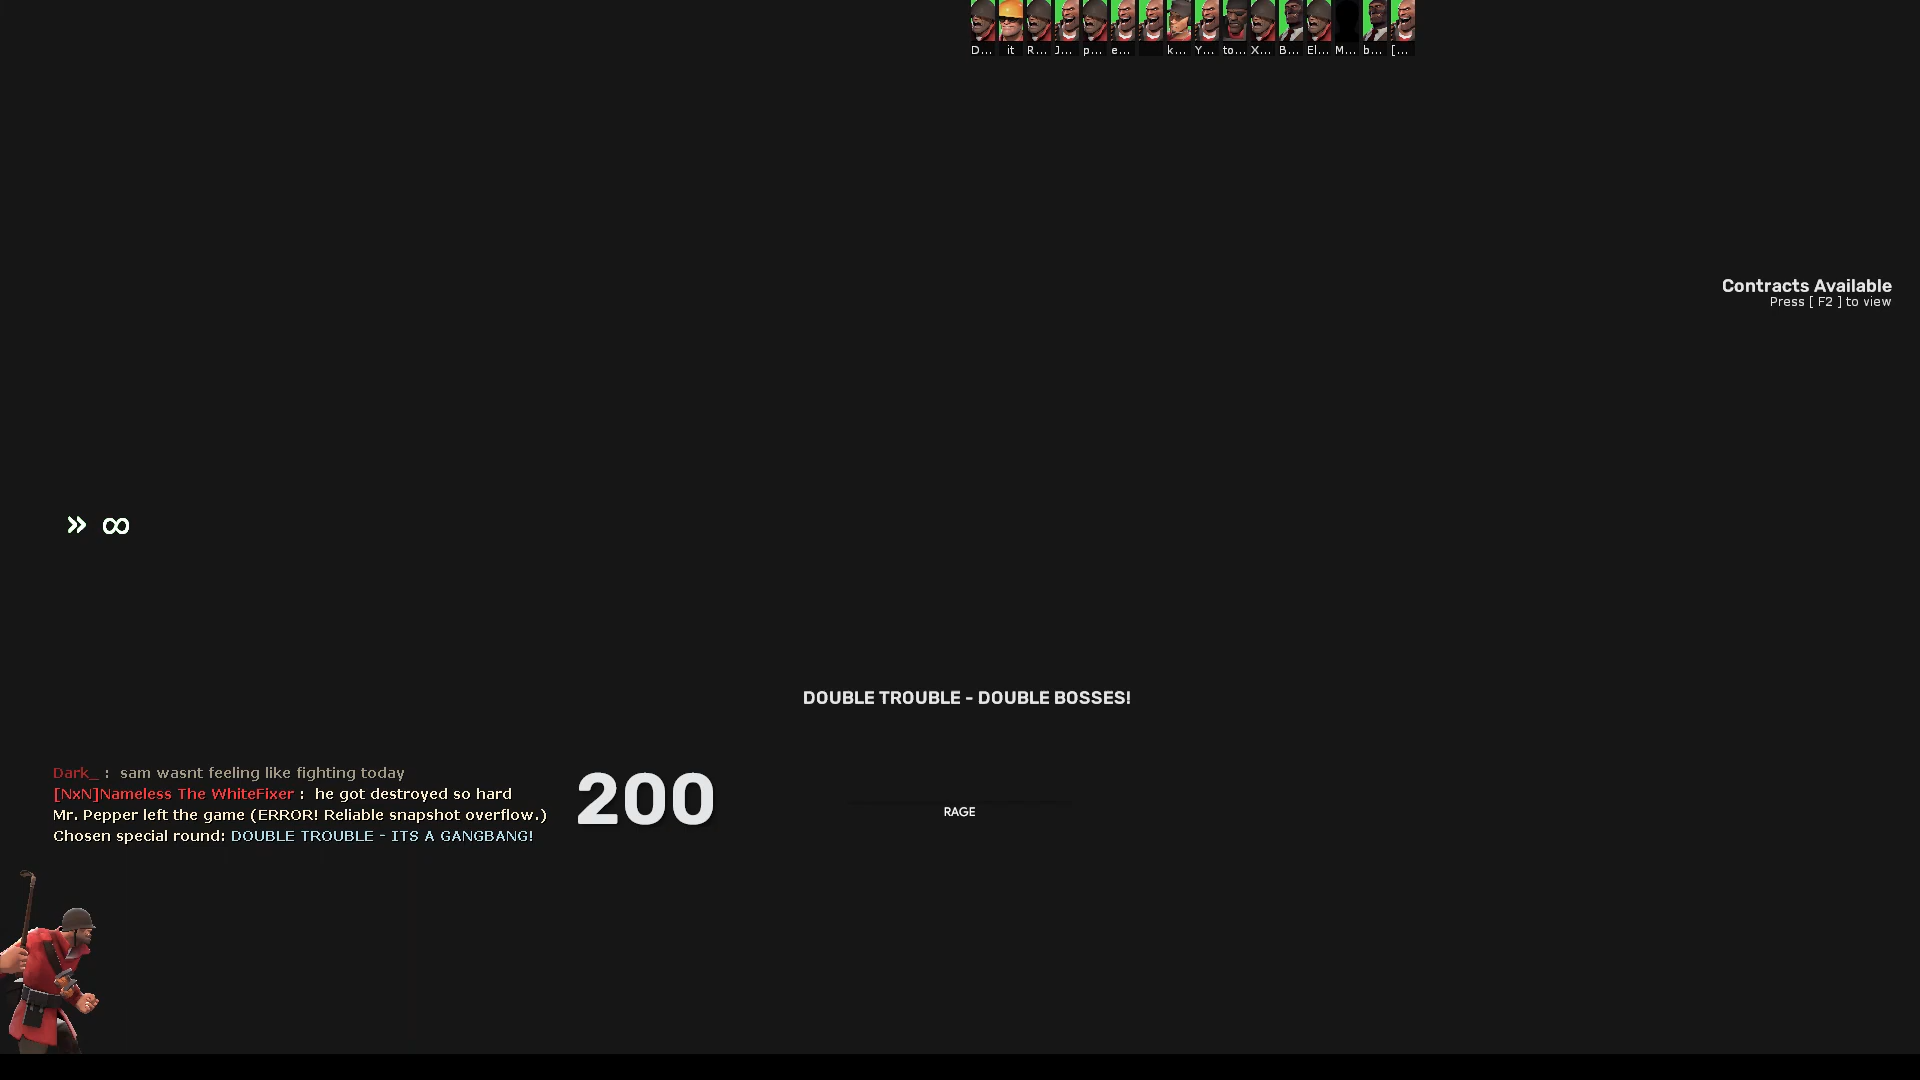 D... it R... J... p... e... k... Y... to... X... B... El... M... b... [...
Contracts Available
Press [ F2 ] to view
» ∞
DOUBLE TROUBLE - DOUBLE BOSSES!
Dark_ :  sam wasnt feeling like fighting today
[NxN]Nameless The WhiteFixer :  he got destroyed so hard
Mr. Pepper left the game (ERROR! Reliable snapshot overflow.)
Chosen special round: DOUBLE TROUBLE - ITS A GANGBANG!
200
RAGE